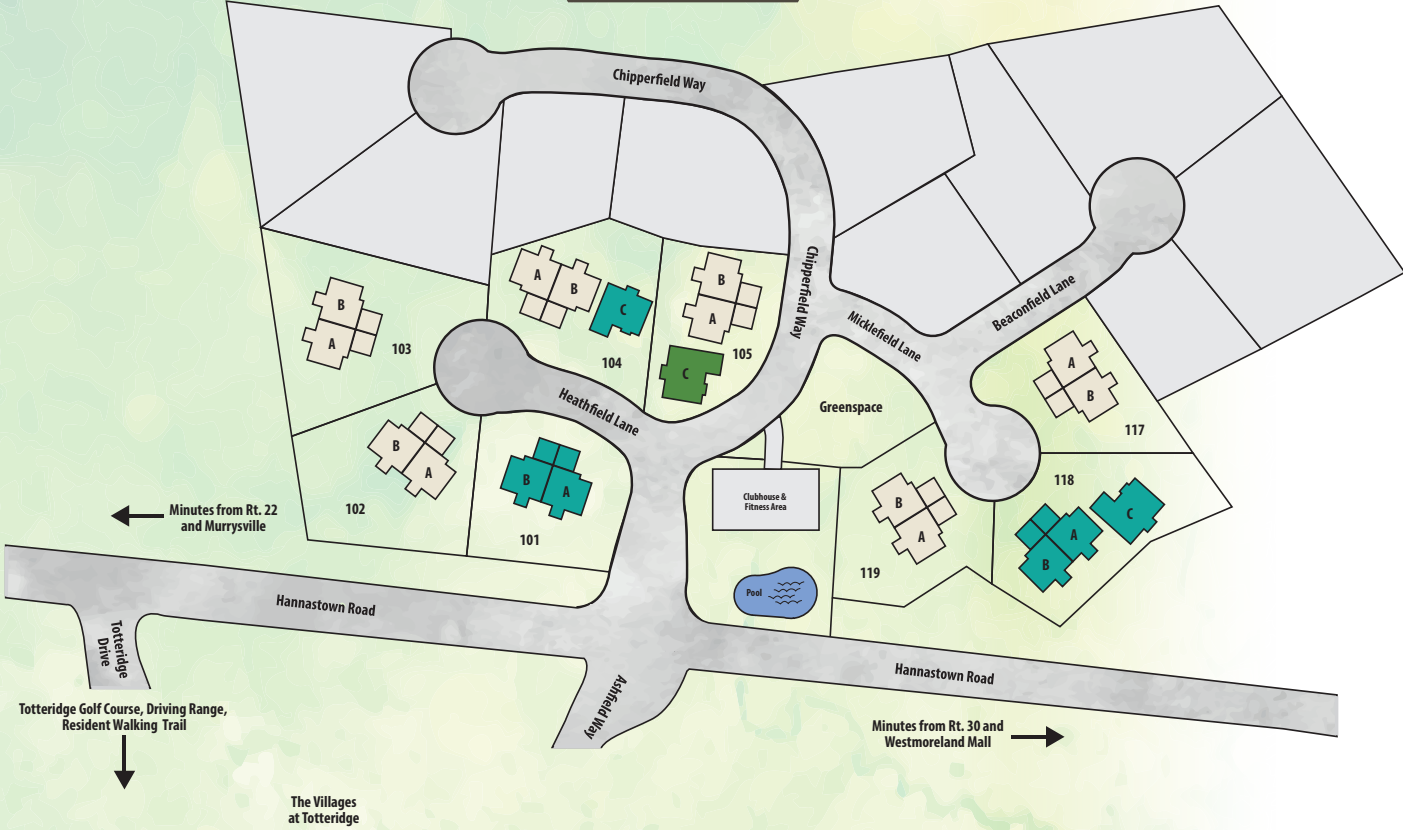 Chipperfield Way
Chipperfield Way
Micklefield Lane
Beaconfield Lane
Heathfield Lane
A
B
C
104
B
A
C
105
B
A
103
B
A
102
B
A
101
Greenspace
A
B
117
118
A
B
C
B
A
119
Clubhouse &
Fitness Area
Pool
Minutes from Rt. 22
and Murrysville
Hannastown Road
Hannastown Road
Totteridge
Drive
Ashfield Way
Totteridge Golf Course, Driving Range,
Resident Walking Trail
Minutes from Rt. 30 and
Westmoreland Mall
The Villages
at Totteridge